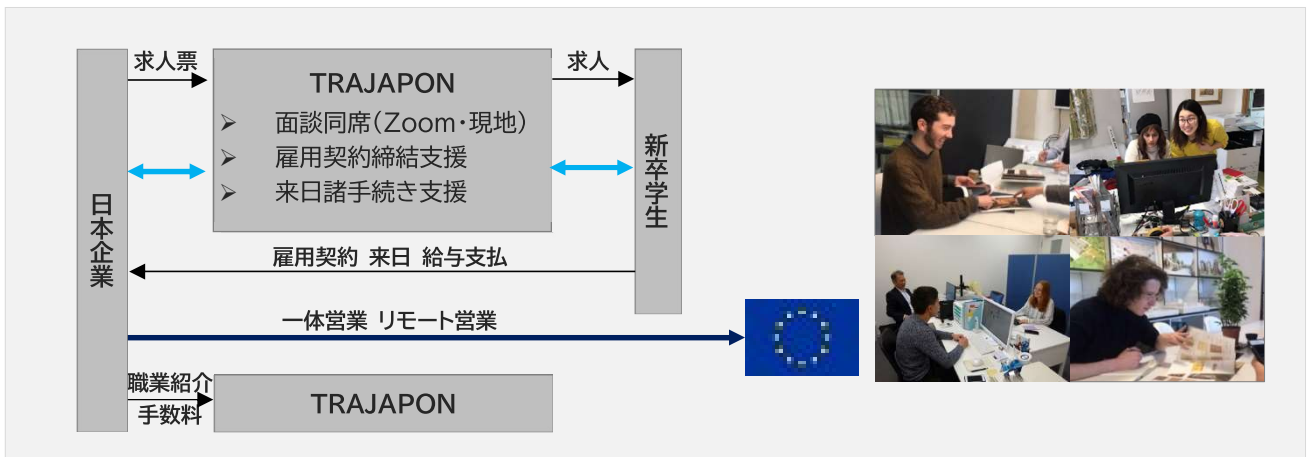 求人票
求人
TRAJAPON
➢ 面談同席(Zoom・現地)
➢ 雇用契約締結支援
➢ 来日諸手続き支援
日本企業
新卒学生
雇用契約 来日 給与支払
一体営業 リモート営業
職業紹介
手数料
TRAJAPON